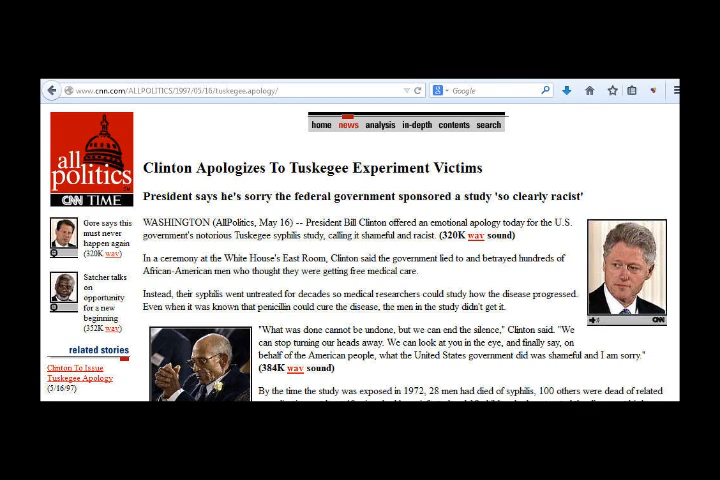 www.cnn.com/ALLPOLITICS/1997/05/16/tuskegee.apology/
Google
all
politics
CNN TIME
home news analysis in-depth contents search
Clinton Apologizes To Tuskegee Experiment Victims
President says he's sorry the federal government sponsored a study 'so clearly racist'
WASHINGTON (AllPolitics, May 16) -- President Bill Clinton offered an emotional apology today for the U.S.
government's notorious Tuskegee syphilis study, calling it shameful and racist. (320K wav sound)
In a ceremony at the White House's East Room, Clinton said the government lied to and betrayed hundreds of
African-American men who thought they were getting free medical care.
Instead, their syphilis went untreated for decades so medical researchers could study how the disease progressed.
Even when it was known that penicillin could cure the disease, the men in the study didn't get it.
"What was done cannot be undone, but we can end the silence," Clinton said. "We
can stop turning our heads away. We can look at you in the eye, and finally say, on
behalf of the American people, what the United States government did was shameful and I am sorry."
(384K wav sound)
By the time the study was exposed in 1972, 28 men had died of syphilis, 100 others were dead of related
Gore says this
must never
happen again
(320K wav)
Satcher talks
on
opportunity
for a new
beginning
(352K wav)
related stories
Clinton To Issue
Tuskegee Apology
(5/16/97)
CNN